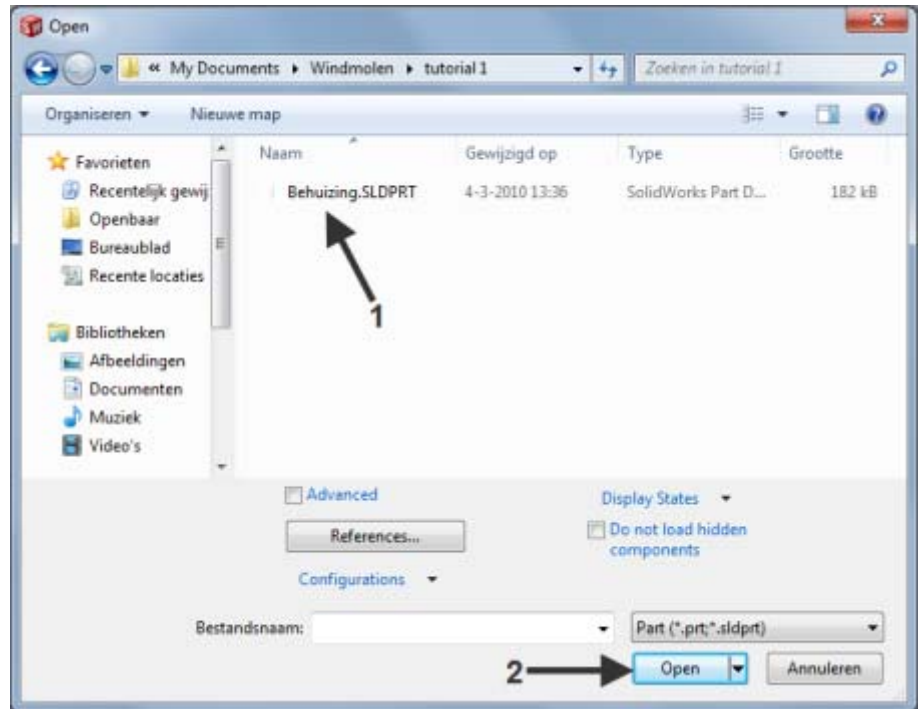 Open
« My Documents ▸ Windmolen ▸ tutorial 1
Zoeken in tutorial 1
Organiseren
Nieuwe map
Naam
Gewijzigd op
Type
Grootte
Behuizing.SLDPRT
4-3-2010 13:36
SolidWorks Part D...
182 kB
1
Favorieten
Recentelijk gewij
Openbaar
Bureaublad
Recente locaties
Bibliotheken
Afbeeldingen
Documenten
Muziek
Video's
Advanced
References...
Configurations
Display States
Do not load hidden
components
Bestandsnaam:
Part (*.prt;*.sldprt)
2
Open
Annuleren